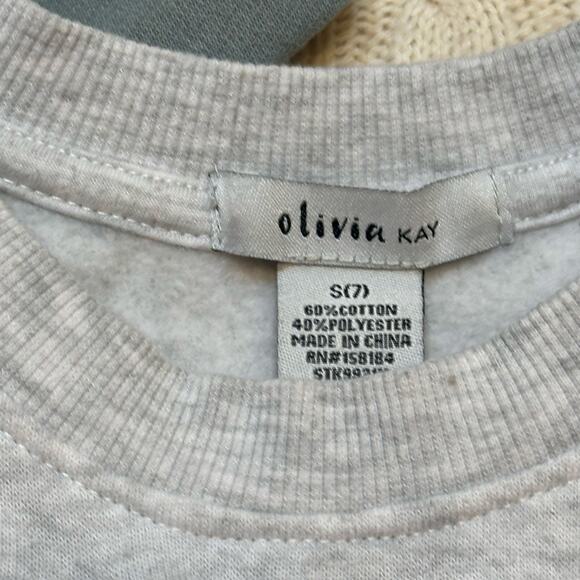 olivia KAY
S(7)
60%COTTON
40%POLYESTER
MADE IN CHINA
RN#158184